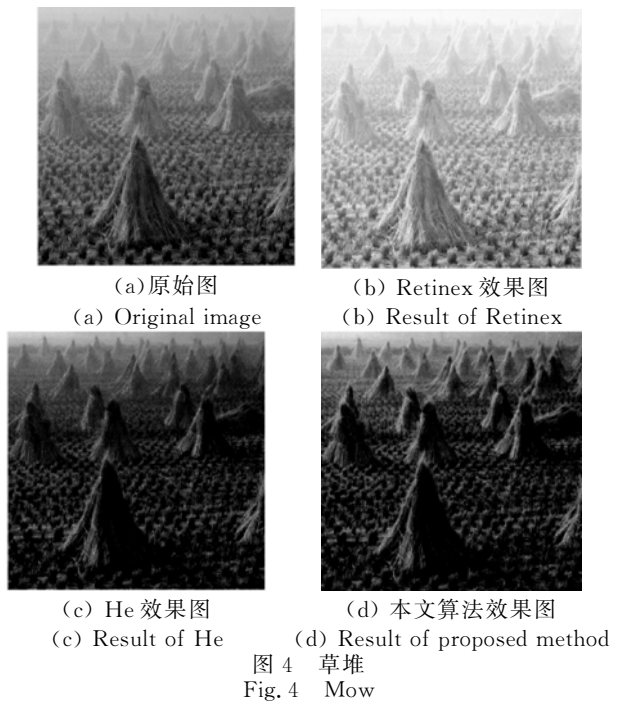 (a)原始图
(a) Original image
(b) Retinex 效果图
(b) Result of Retinex
(c) He 效果图
(c) Result of He
(d) 本文算法效果图
(d) Result of proposed method
图 4 草堆
Fig. 4 Mow